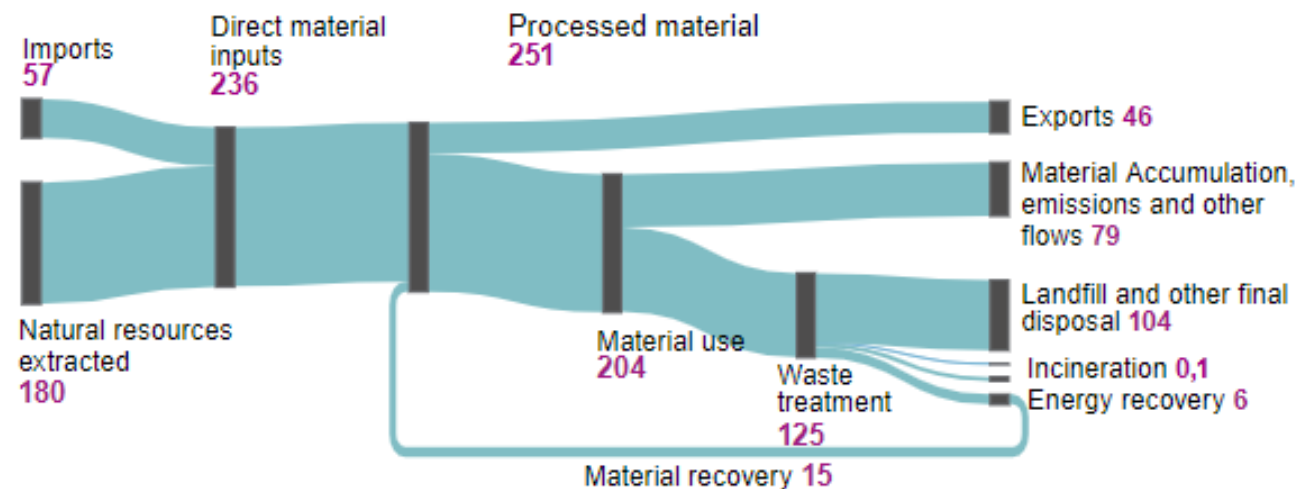 Imports
57
Direct material
inputs
236
Processed material
251
Exports 46
Material Accumulation,
emissions and other
flows 79
Natural resources
extracted
180
Material use
204
Waste
treatment
125
Landfill and other final
disposal 104
Incineration 0,1
Energy recovery 6
Material recovery 15